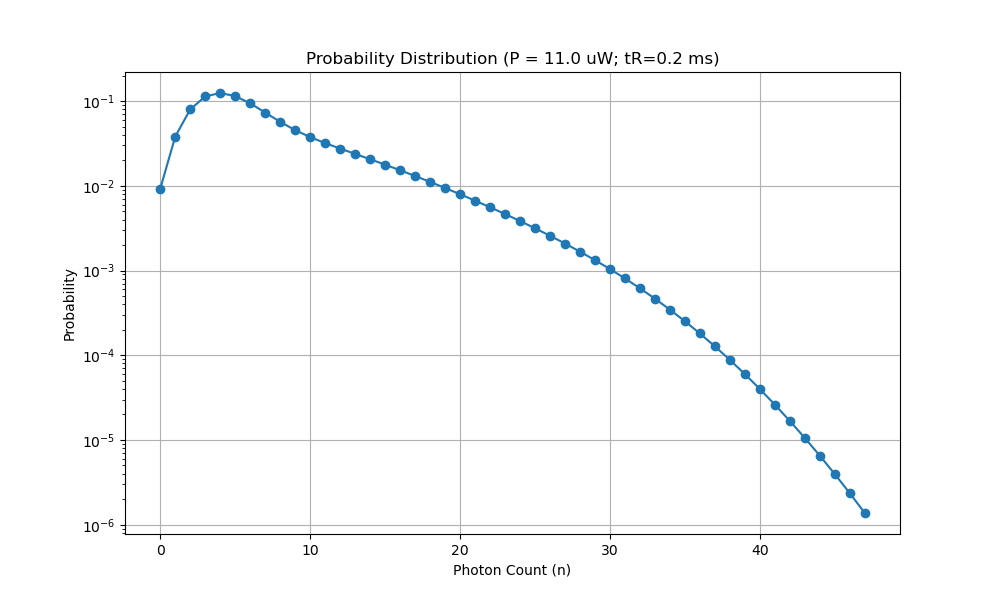 Probability Distribution (P = 11.0 uW; tR=0.2 ms)
Probability
10⁻¹
10⁻²
10⁻³
10⁻⁴
10⁻⁵
10⁻⁶
0 10 20 30 40
Photon Count (n)